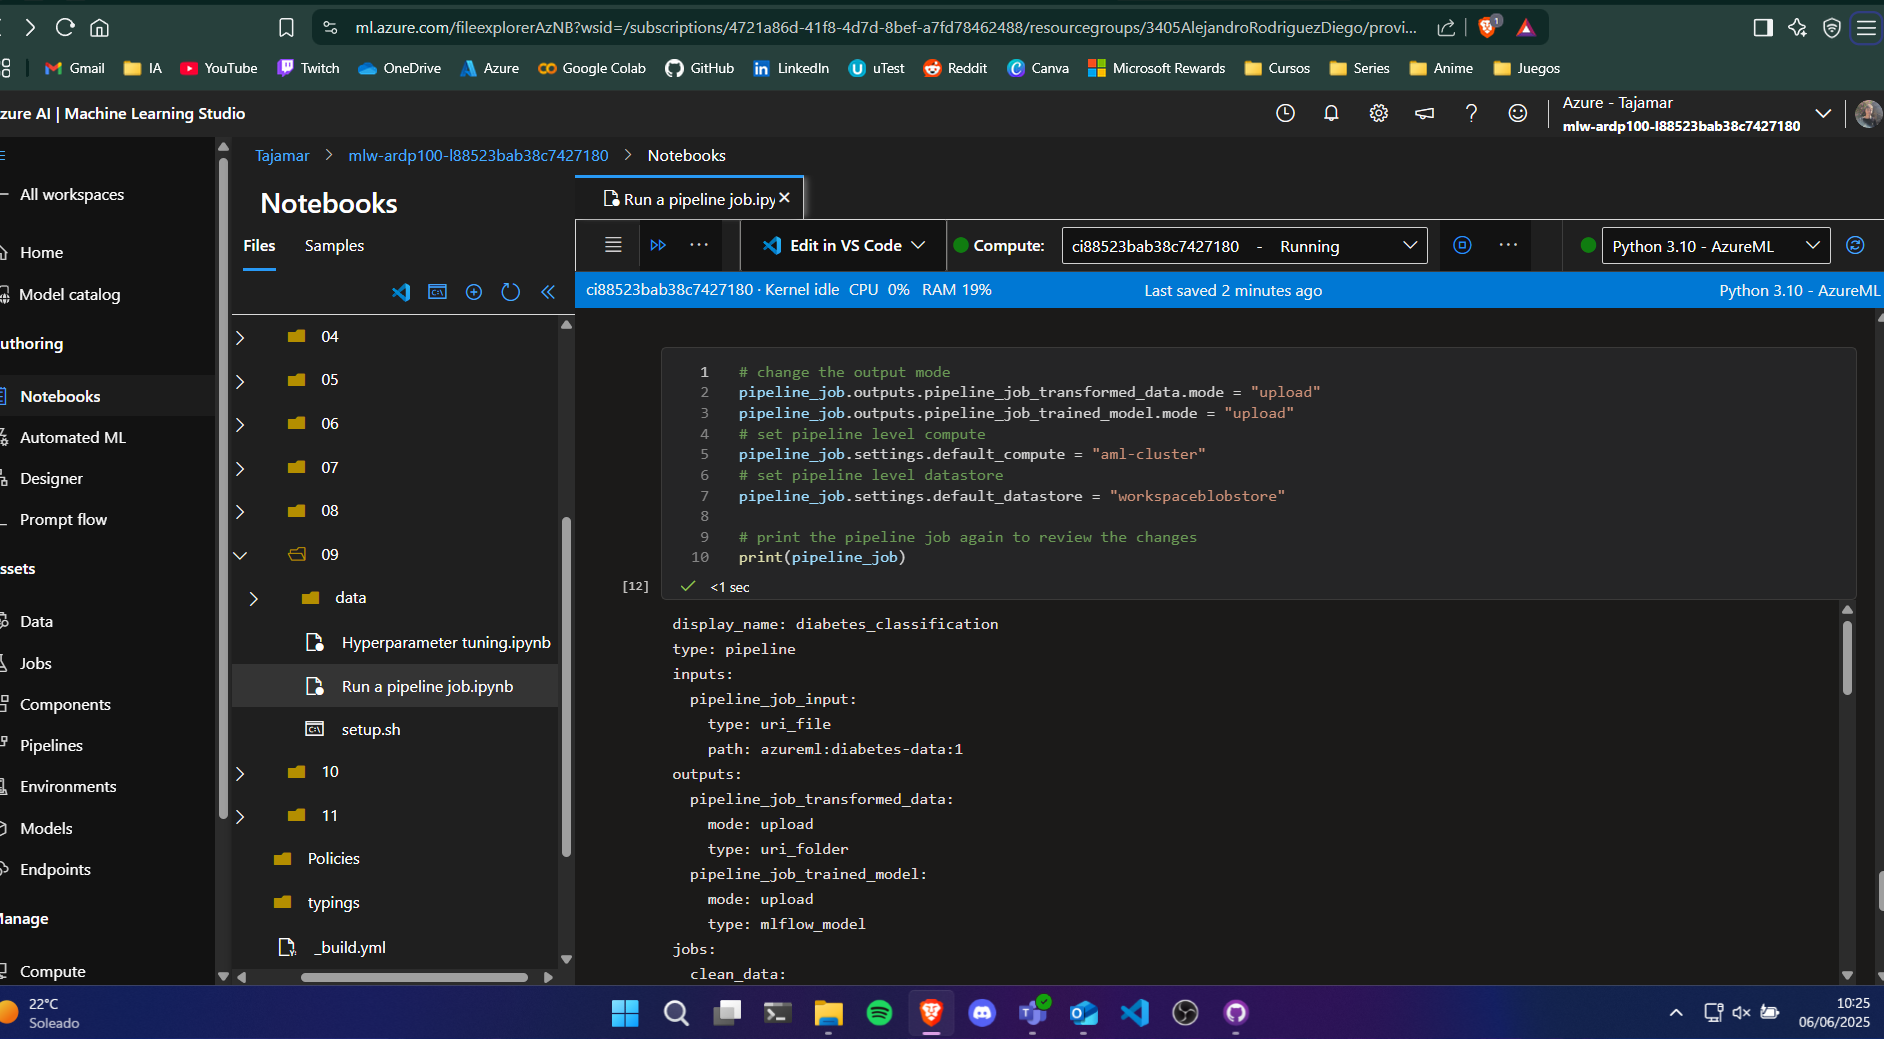 ml.azure.com/fileexplorerAzNB?wsid=/subscriptions/4721a86d-41f8-4d7d-8bef-a7fd78462488/resourcegroups/3405AlejandroRodriguezDiego/provi...
1
Gmail IA YouTube Twitch OneDrive Azure Google Colab GitHub LinkedIn uTest Reddit Canva Microsoft Rewards Cursos Series Anime Juegos
zure AI | Machine Learning Studio
Azure - Tajamar
mlw-ardp100-l88523bab38c7427180
All workspaces
Home
Model catalog
uthoring
Notebooks
Automated ML
Designer
Prompt flow
ssets
Data
Jobs
Components
Pipelines
Environments
Models
Endpoints
Manage
Compute
Tajamar > mlw-ardp100-l88523bab38c7427180 > Notebooks
Notebooks
Files Samples
04
05
06
07
08
09
data
Hyperparameter tuning.ipynb
Run a pipeline job.ipynb
setup.sh
10
11
Policies
typings
_build.yml
Run a pipeline job.ipy
Edit in VS Code Compute: ci88523bab38c7427180 - Running Python 3.10 - AzureML
ci88523bab38c7427180 · Kernel idle CPU 0% RAM 19% Last saved 2 minutes ago Python 3.10 - AzureML
1 # change the output mode
2 pipeline_job.outputs.pipeline_job_transformed_data.mode = "upload"
3 pipeline_job.outputs.pipeline_job_trained_model.mode = "upload"
4 # set pipeline level compute
5 pipeline_job.settings.default_compute = "aml-cluster"
6 # set pipeline level datastore
7 pipeline_job.settings.default_datastore = "workspaceblobstore"
8
9 # print the pipeline job again to review the changes
10 print(pipeline_job)
[12] <1 sec
display_name: diabetes_classification
type: pipeline
inputs:
pipeline_job_input:
type: uri_file
path: azureml:diabetes-data:1
outputs:
pipeline_job_transformed_data:
mode: upload
type: uri_folder
pipeline_job_trained_model:
mode: upload
type: mlflow_model
jobs:
clean_data:
22°C
Soleado
10:25
06/06/2025